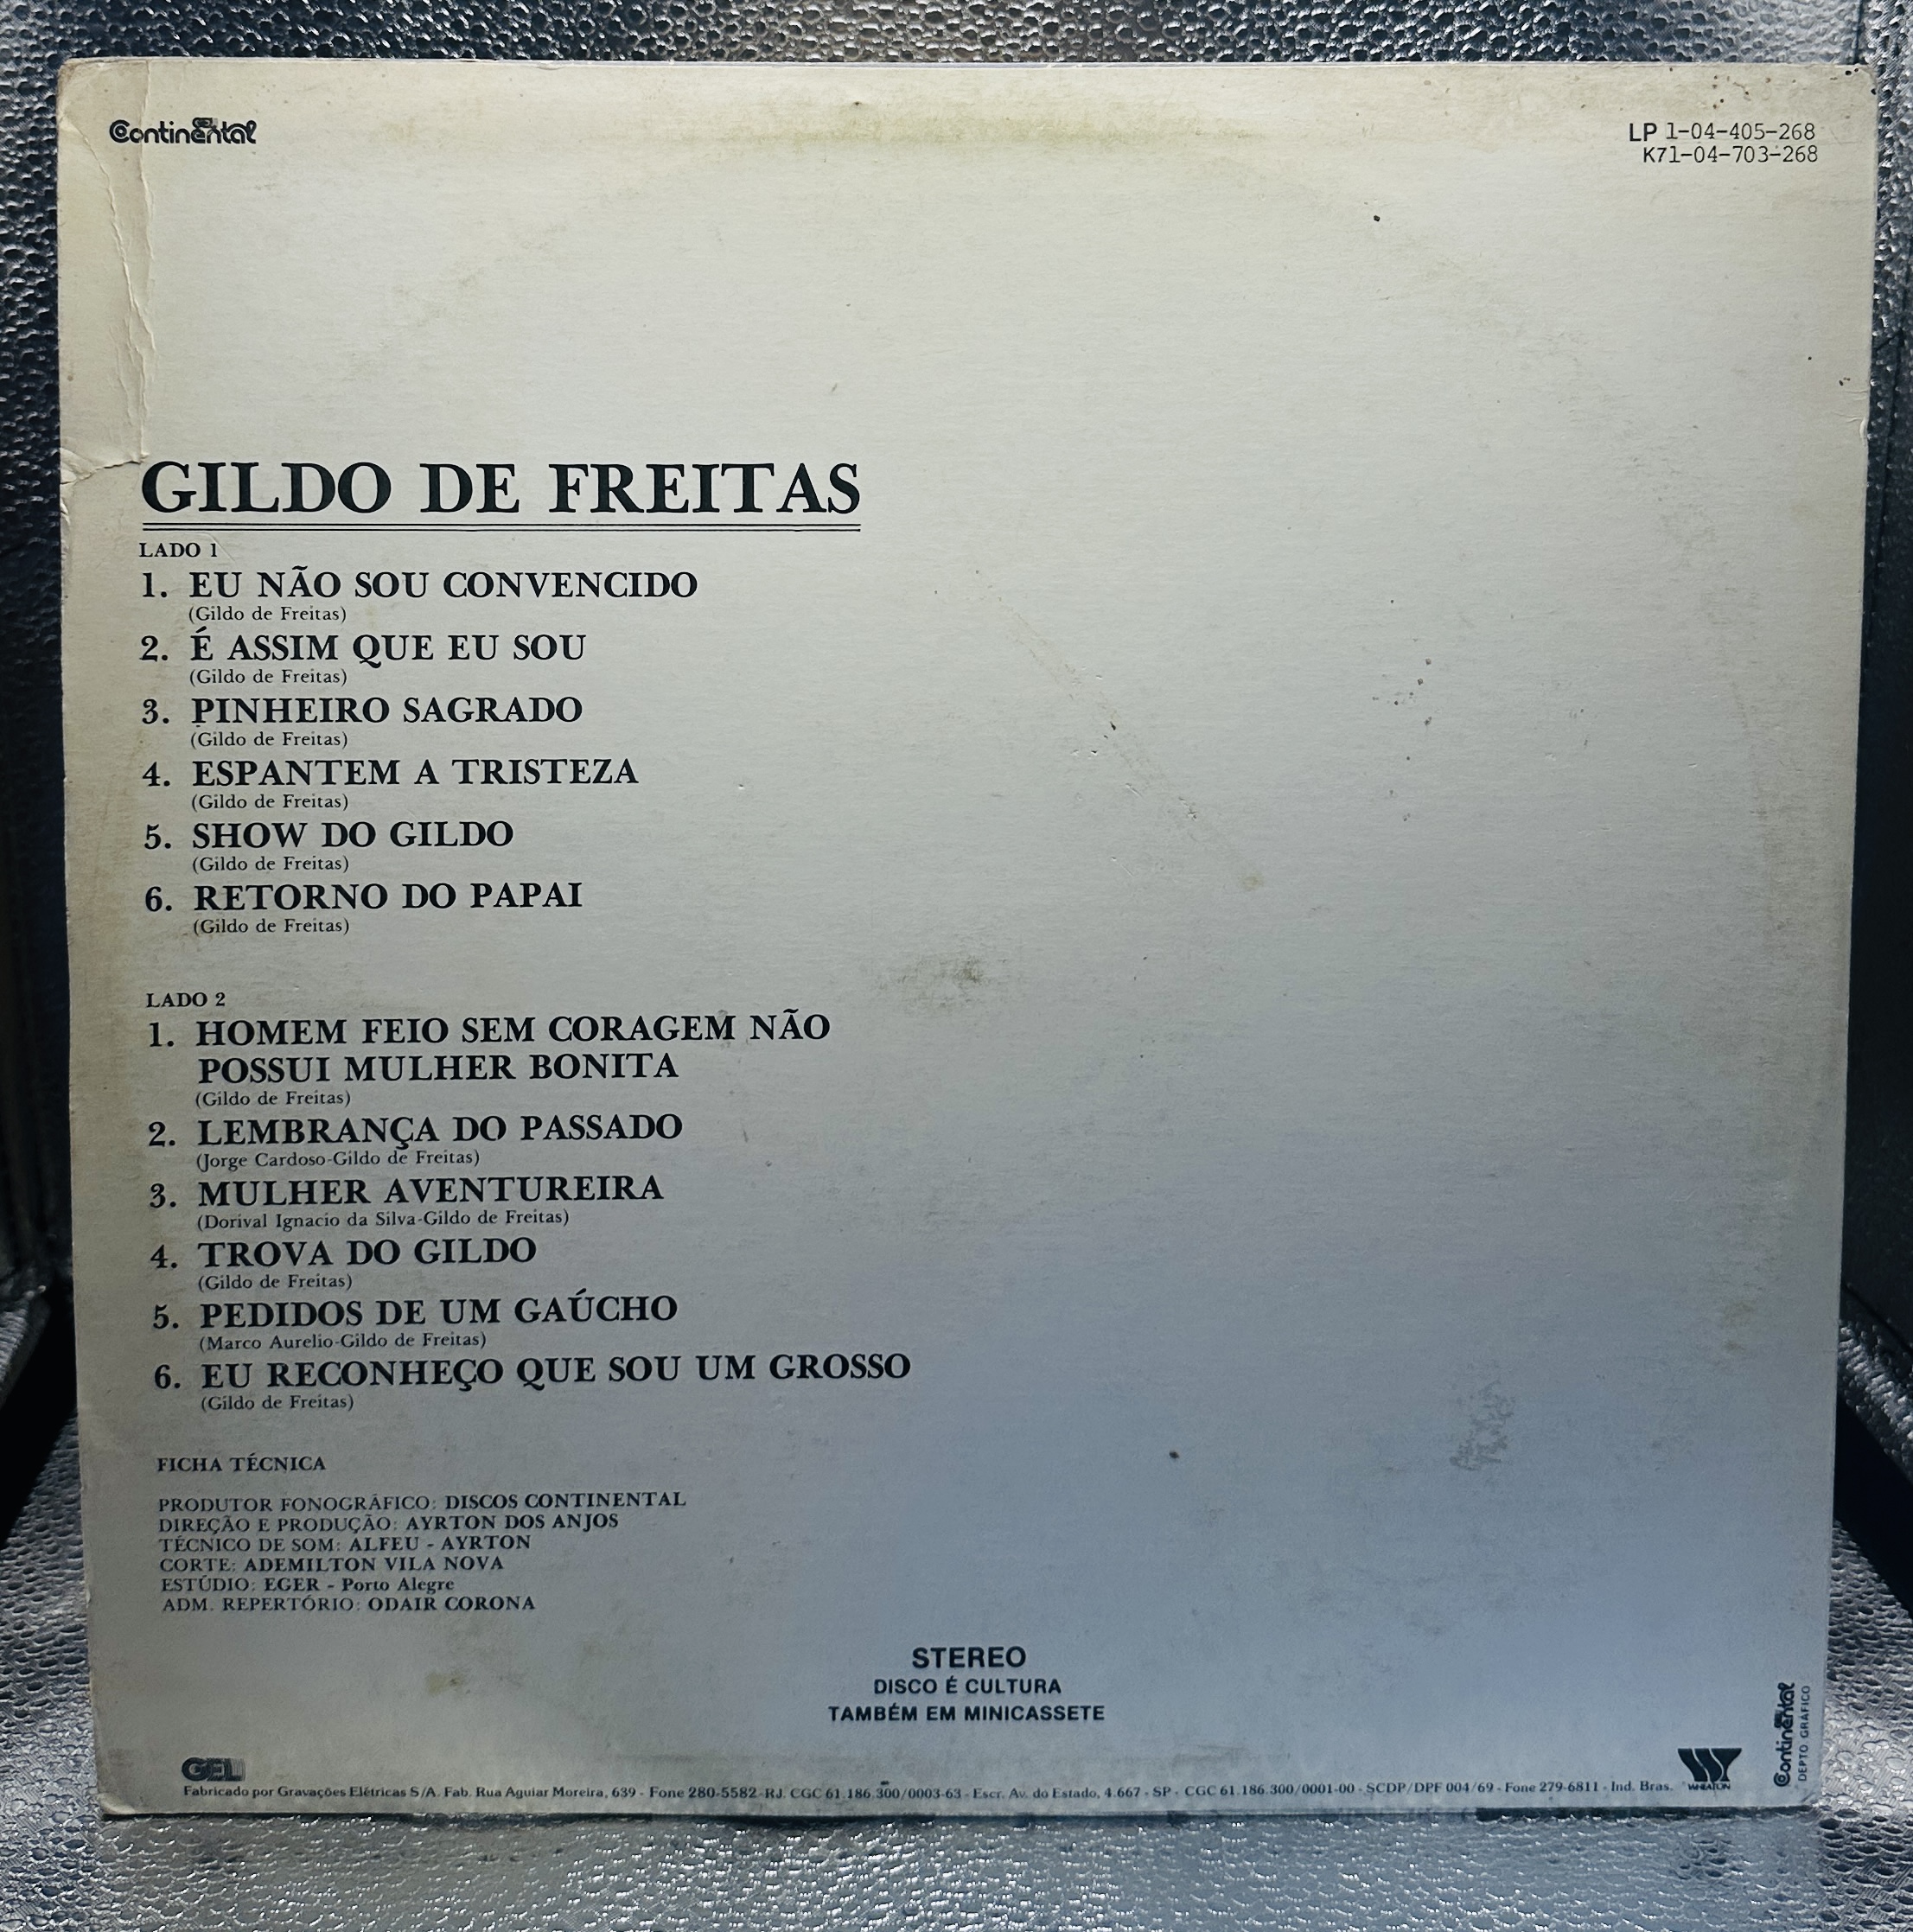 Continental
LP 1-04-405-268
K71-04-703-268
GILDO DE FREITAS
LADO 1
1. EU NÃO SOU CONVENCIDO
(Gildo de Freitas)
2. É ASSIM QUE EU SOU
(Gildo de Freitas)
3. PINHEIRO SAGRADO
(Gildo de Freitas)
4. ESPANTEM A TRISTEZA
(Gildo de Freitas)
5. SHOW DO GILDO
(Gildo de Freitas)
6. RETORNO DO PAPAI
(Gildo de Freitas)
LADO 2
1. HOMEM FEIO SEM CORAGEM NÃO
POSSUI MULHER BONITA
(Gildo de Freitas)
2. LEMBRANÇA DO PASSADO
(Jorge Cardoso-Gildo de Freitas)
3. MULHER AVENTUREIRA
(Dorival Ignacio da Silva-Gildo de Freitas)
4. TROVA DO GILDO
(Gildo de Freitas)
5. PEDIDOS DE UM GAÚCHO
(Marco Aurelio-Gildo de Freitas)
6. EU RECONHEÇO QUE SOU UM GROSSO
(Gildo de Freitas)
FICHA TÉCNICA
PRODUTOR FONOGRÁFICO: DISCOS CONTINENTAL
DIREÇÃO E PRODUÇÃO: AYRTON DOS ANJOS
TÉCNICO DE SOM: ALFEU - AYRTON
CORTE: ADEMILTON VILA NOVA
ESTÚDIO: EGER - Porto Alegre
ADM. REPERTÓRIO: ODAIR CORONA
STEREO
DISCO É CULTURA
TAMBÉM EM MINICASSETE
GEL
Fabricado por Gravações Elétricas S/A. Fab. Rua Aguiar Moreira, 639 - Fone 280-5582-RJ. CGC 61.186.300/0003-63 - Escr. Av. do Estado, 4.667 - SP - CGC 61.186.300/0001-00 - SCDP/DPF 004/69 - Fone 279-6811 - Ind. Bras.
WHEATON
Continental
DEPTO GRÁFICO